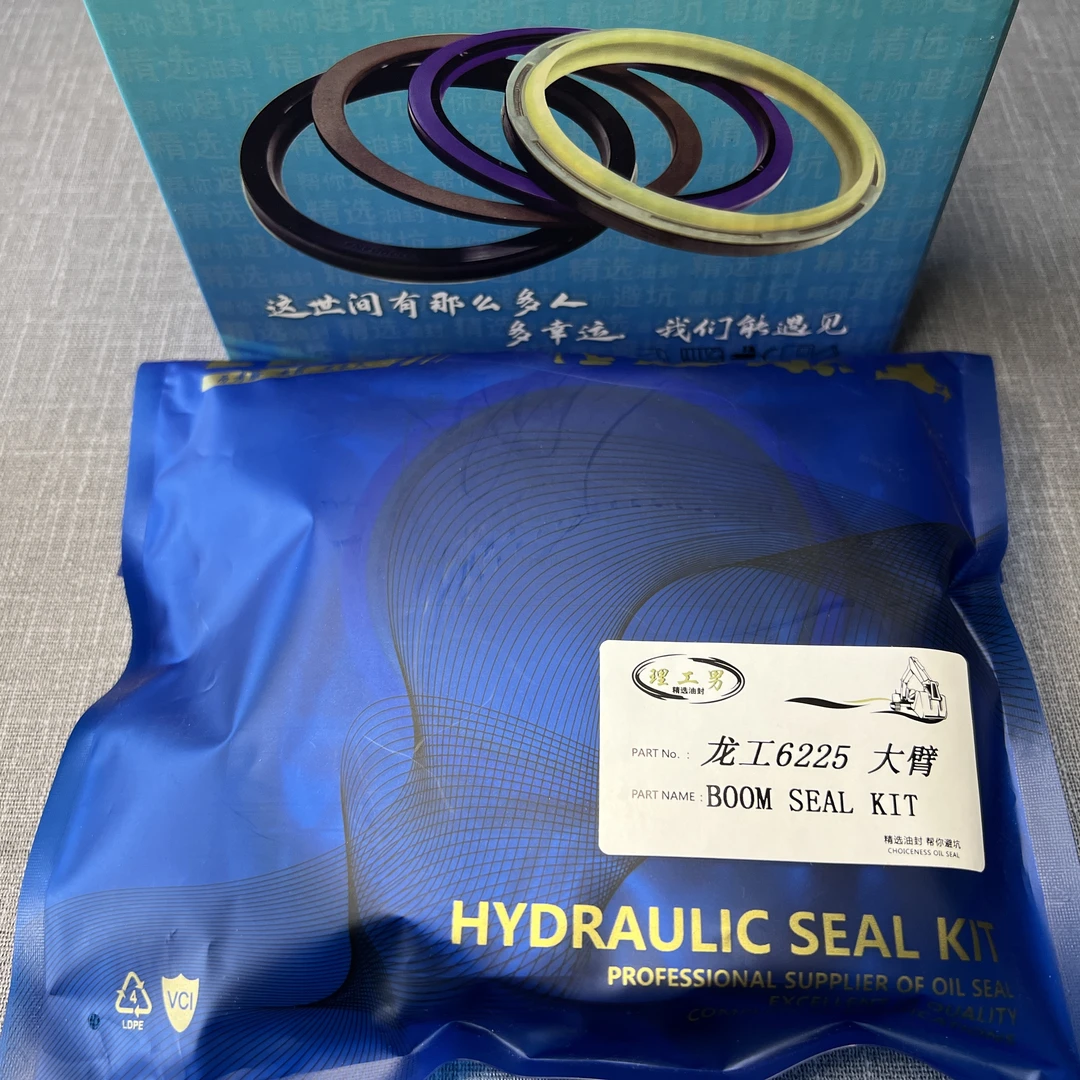 这世间有那么多人
多幸运 我们能遇见
理工男
精选油封
PART No. : 龙工6225 大臂
PART NAME : BOOM SEAL KIT
精选油封 帮你避坑
CHOICENESS OIL SEAL
HYDRAULIC SEAL KIT
PROFESSIONAL SUPPLIER OF OIL SEAL
QUALITY
4
LDPE
VCI